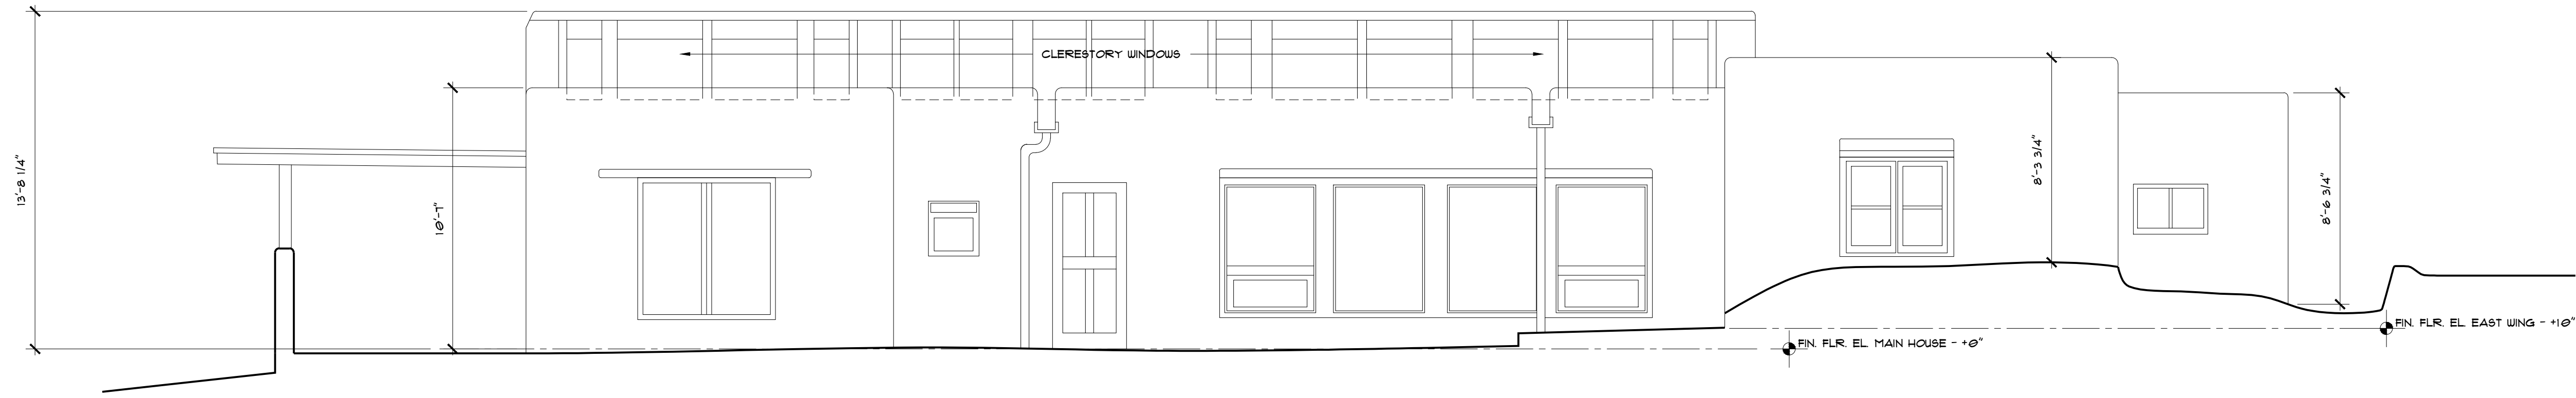 CLERESTORY WINDOWS
13'-8 1/4"
10'-7"
8'-3 3/4"
8'-6 3/4"
FIN. FLR. EL. EAST WING - +10"
FIN. FLR. EL. MAIN HOUSE - +0"